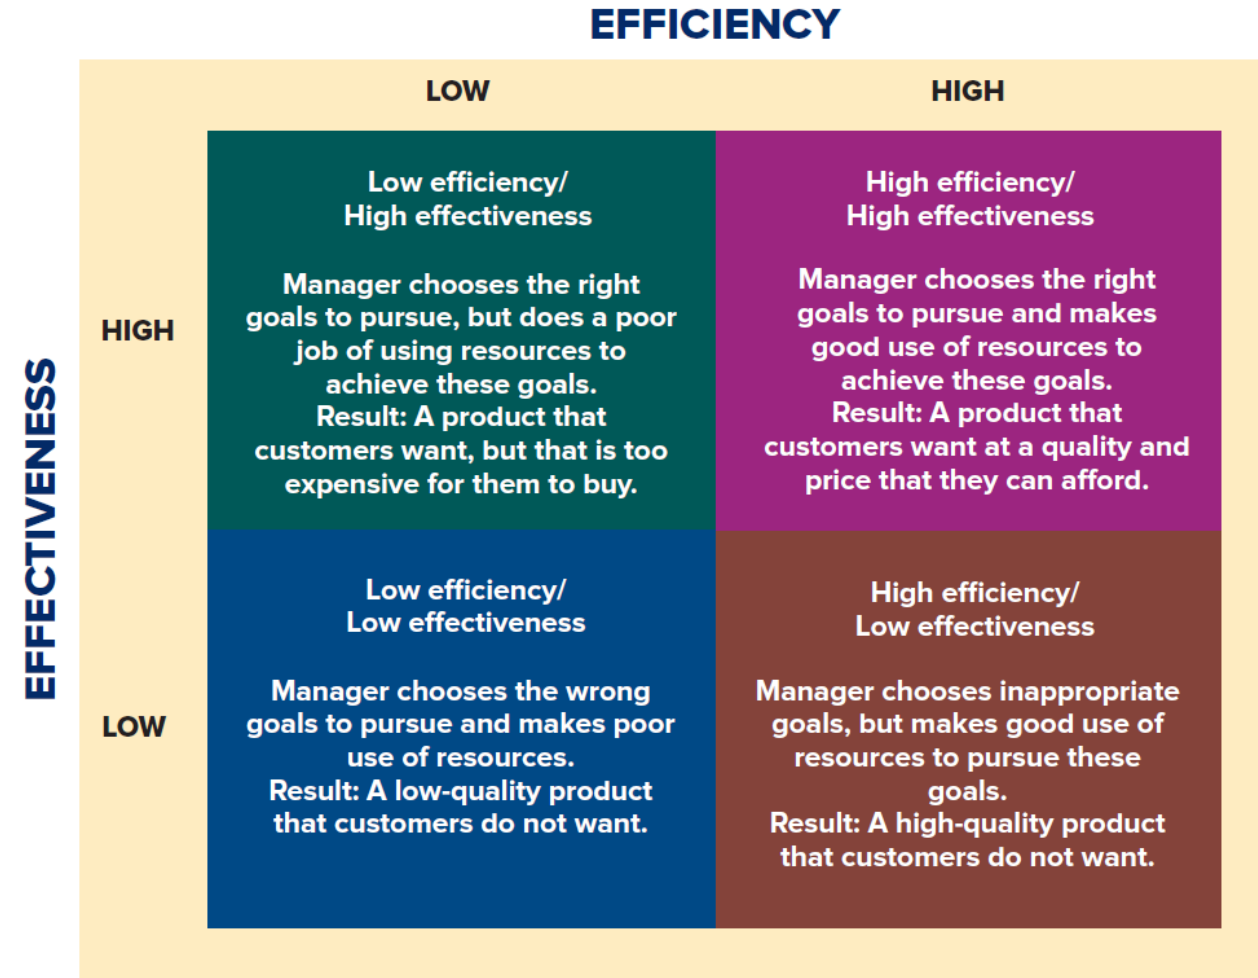 EFFICIENCY
LOW
HIGH
EFFECTIVENESS
HIGH
Low efficiency/
High effectiveness
Manager chooses the right
goals to pursue, but does a poor
job of using resources to
achieve these goals.
Result: A product that
customers want, but that is too
expensive for them to buy.
High efficiency/
High effectiveness
Manager chooses the right
goals to pursue and makes
good use of resources to
achieve these goals.
Result: A product that
customers want at a quality and
price that they can afford.
LOW
Low efficiency/
Low effectiveness
Manager chooses the wrong
goals to pursue and makes poor
use of resources.
Result: A low-quality product
that customers do not want.
High efficiency/
Low effectiveness
Manager chooses inappropriate
goals, but makes good use of
resources to pursue these
goals.
Result: A high-quality product
that customers do not want.